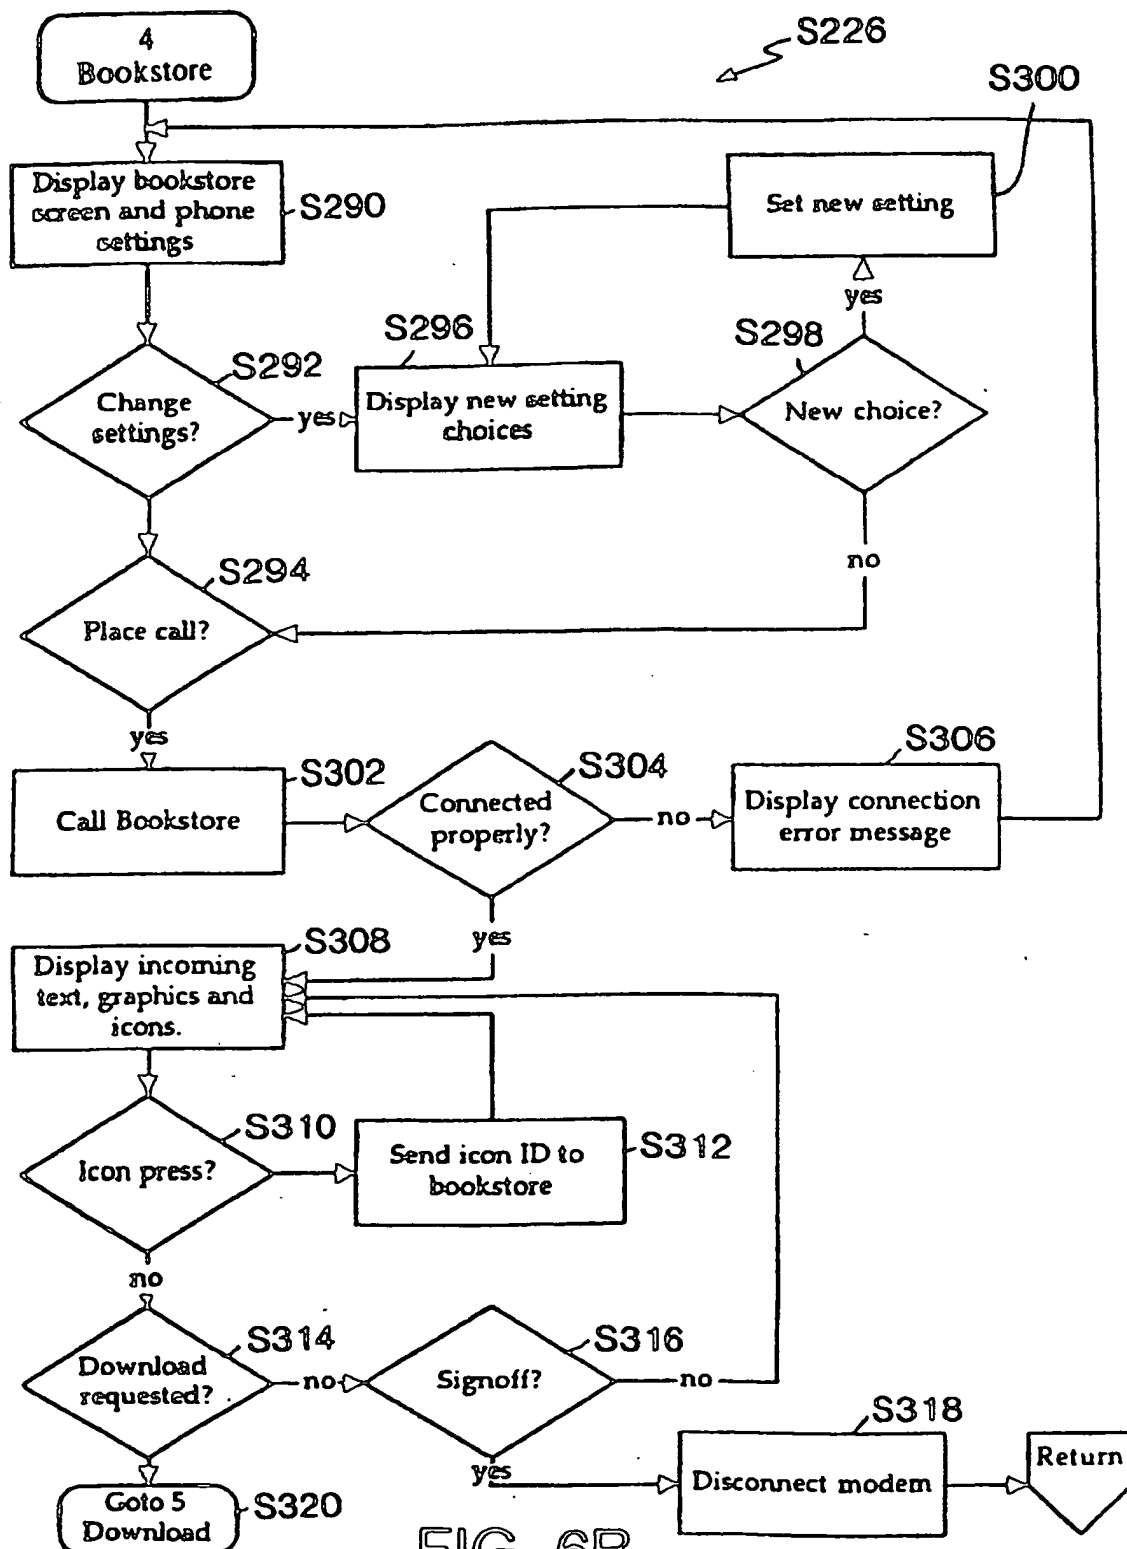 4
Bookstore
S226
S300
Display bookstore
screen and phone
settings
S290
Set new setting
yes
S296
S298
S292
Change
settings?
yes
Display new setting
choices
New choice?
no
S294
Place call?
yes
S302
Call Bookstore
S304
Connected
properly?
no
S306
Display connection
error message
yes
S308
Display incoming
text, graphics and
icons.
S310
Icon press?
Send icon ID to
bookstore
S312
no
S314
Download
requested?
no
S316
Signoff?
no
yes
S318
Disconnect modem
Return
Goto 5
Download
S320